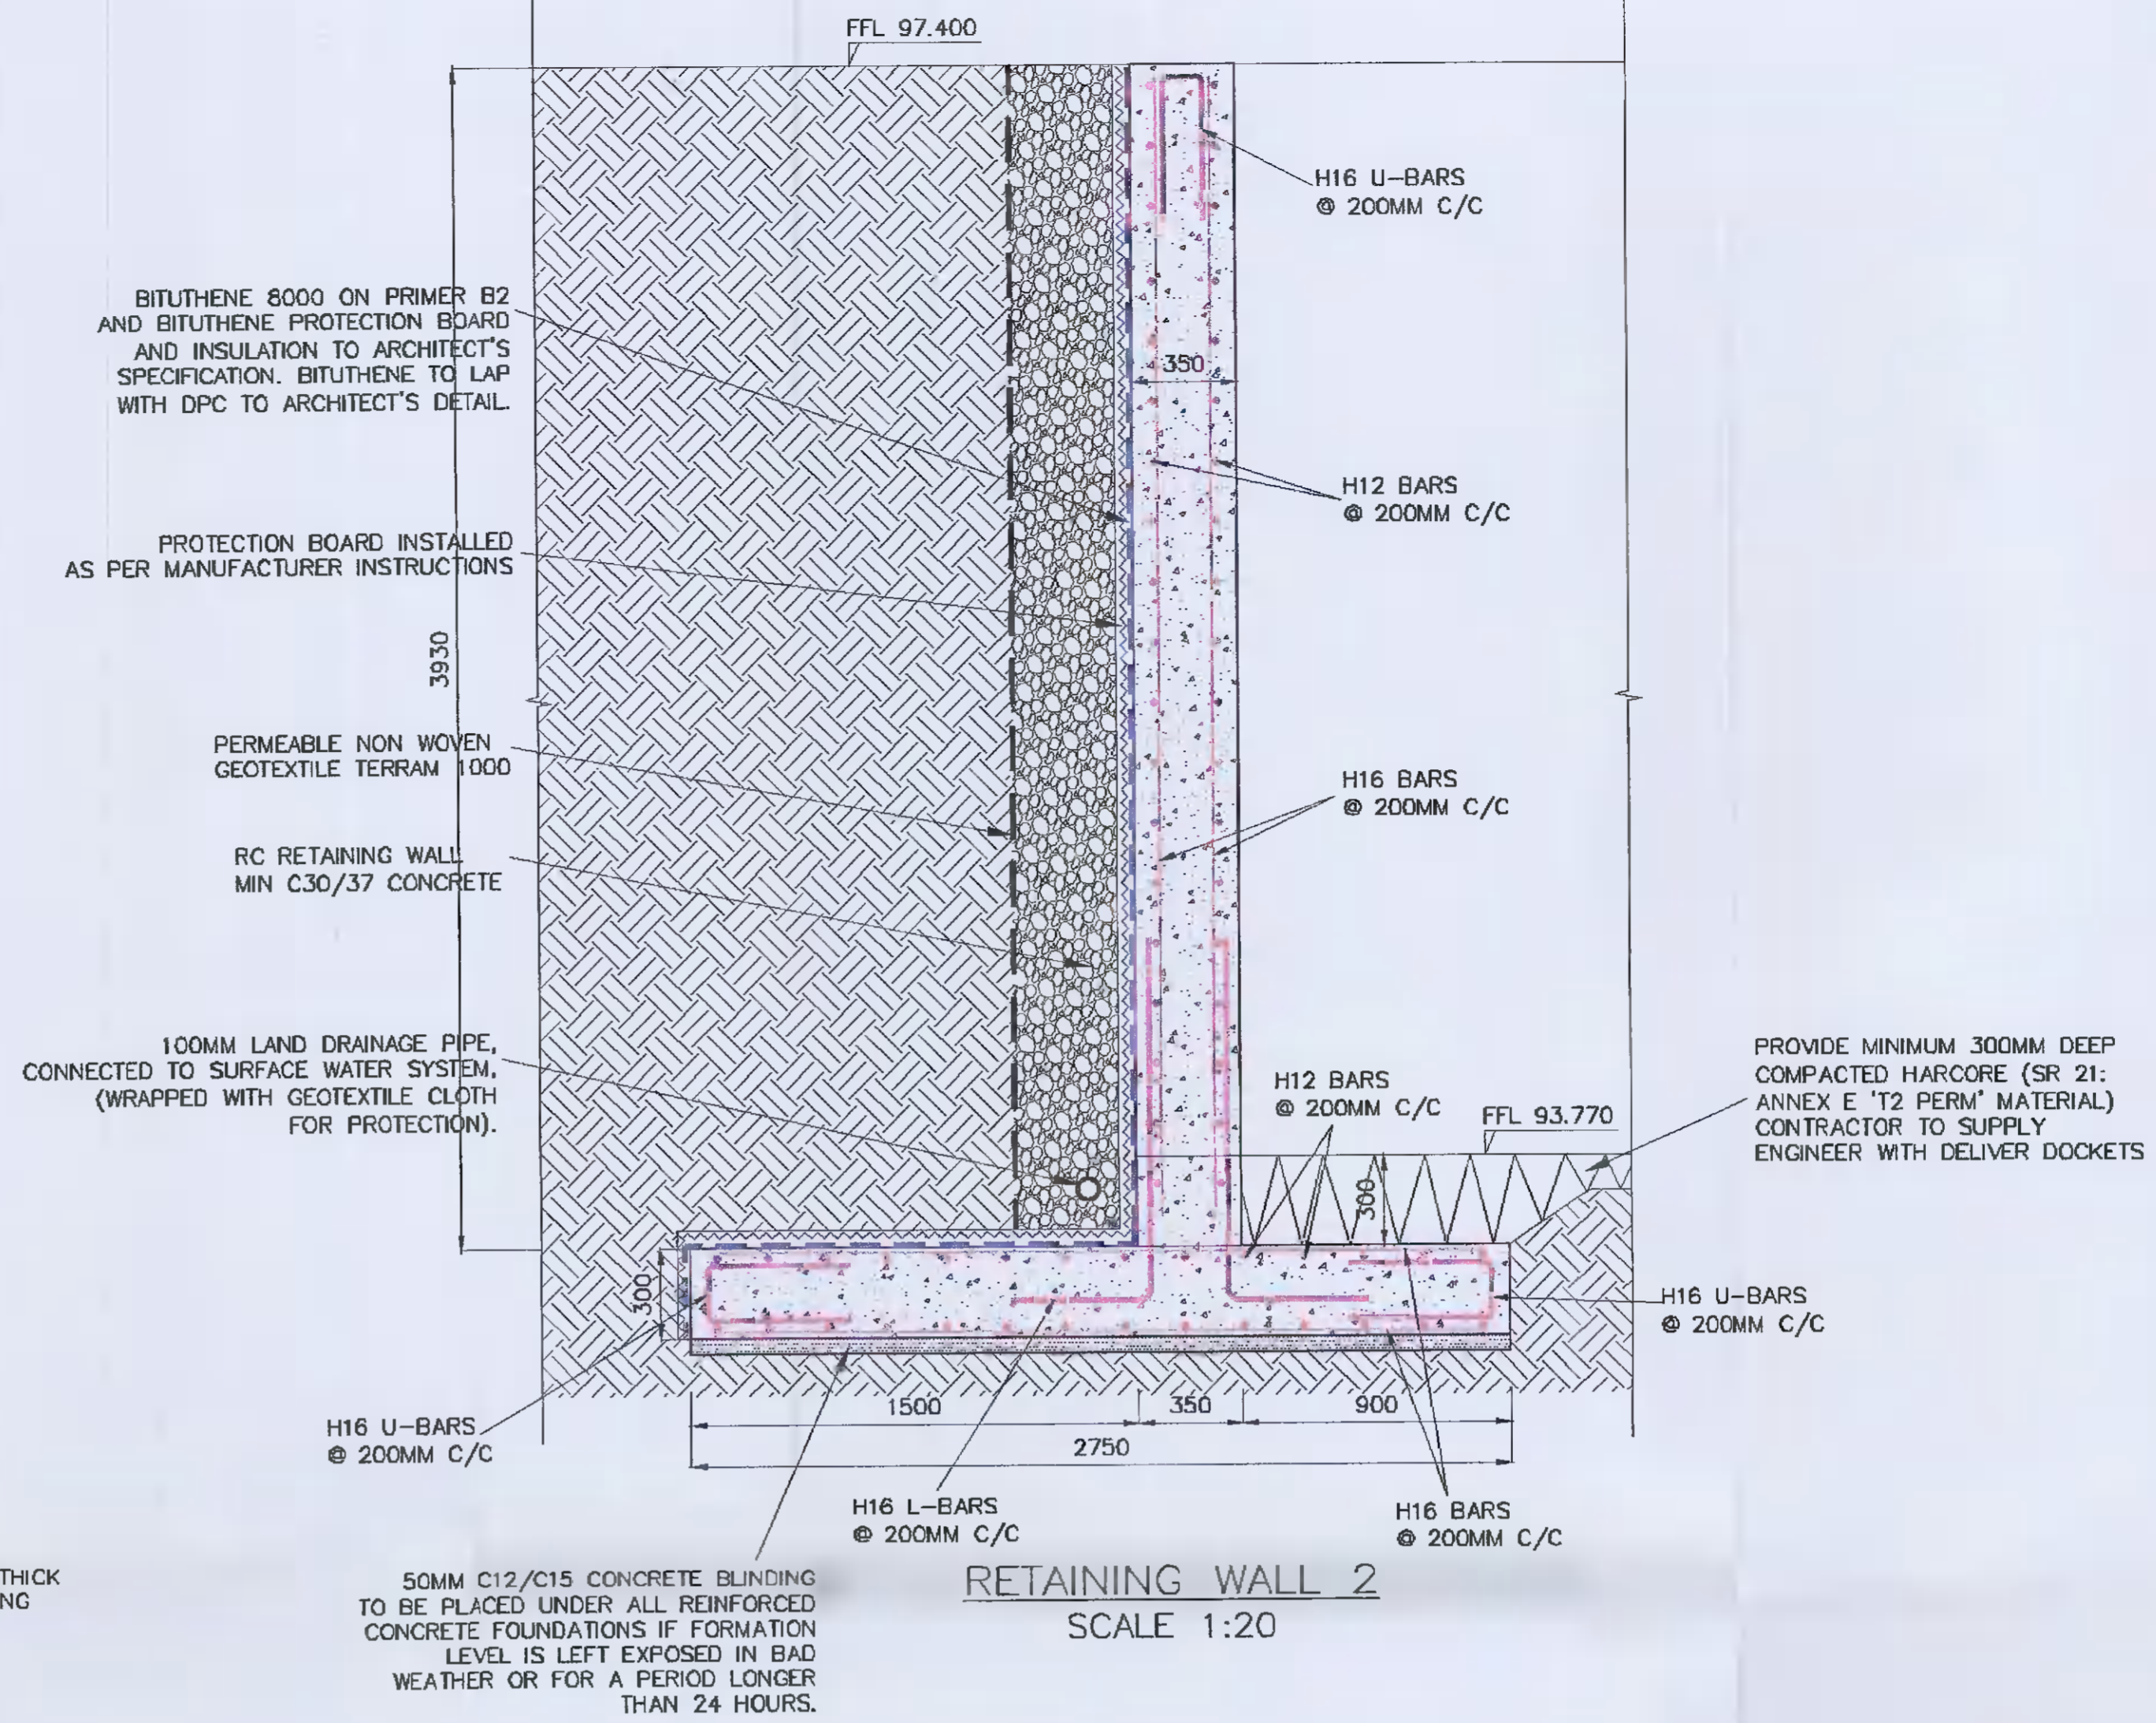 FFL 97.400
H16 U-BARS
@ 200MM C/C
BITUTHENE 8000 ON PRIMER B2
AND BITUTHENE PROTECTION BOARD
AND INSULATION TO ARCHITECT'S
SPECIFICATION. BITUTHENE TO LAP
WITH DPC TO ARCHITECT'S DETAIL.
350
H12 BARS
@ 200MM C/C
PROTECTION BOARD INSTALLED
AS PER MANUFACTURER INSTRUCTIONS
3930
PERMEABLE NON WOVEN
GEOTEXTILE TERRAM 1000
H16 BARS
@ 200MM C/C
RC RETAINING WALL
MIN C30/37 CONCRETE
100MM LAND DRAINAGE PIPE,
CONNECTED TO SURFACE WATER SYSTEM,
(WRAPPED WITH GEOTEXTILE CLOTH
FOR PROTECTION).
H12 BARS
@ 200MM C/C
FFL 93.770
PROVIDE MINIMUM 300MM DEEP
COMPACTED HARCORE (SR 21:
ANNEX E 'T2 PERM' MATERIAL)
CONTRACTOR TO SUPPLY
ENGINEER WITH DELIVER DOCKETS
300
300
H16 U-BARS
@ 200MM C/C
1500
350
900
2750
H16 U-BARS
@ 200MM C/C
H16 L-BARS
@ 200MM C/C
H16 BARS
@ 200MM C/C
THICK
NG
50MM C12/C15 CONCRETE BLINDING
TO BE PLACED UNDER ALL REINFORCED
CONCRETE FOUNDATIONS IF FORMATION
LEVEL IS LEFT EXPOSED IN BAD
WEATHER OR FOR A PERIOD LONGER
THAN 24 HOURS.
RETAINING WALL 2
SCALE 1:20